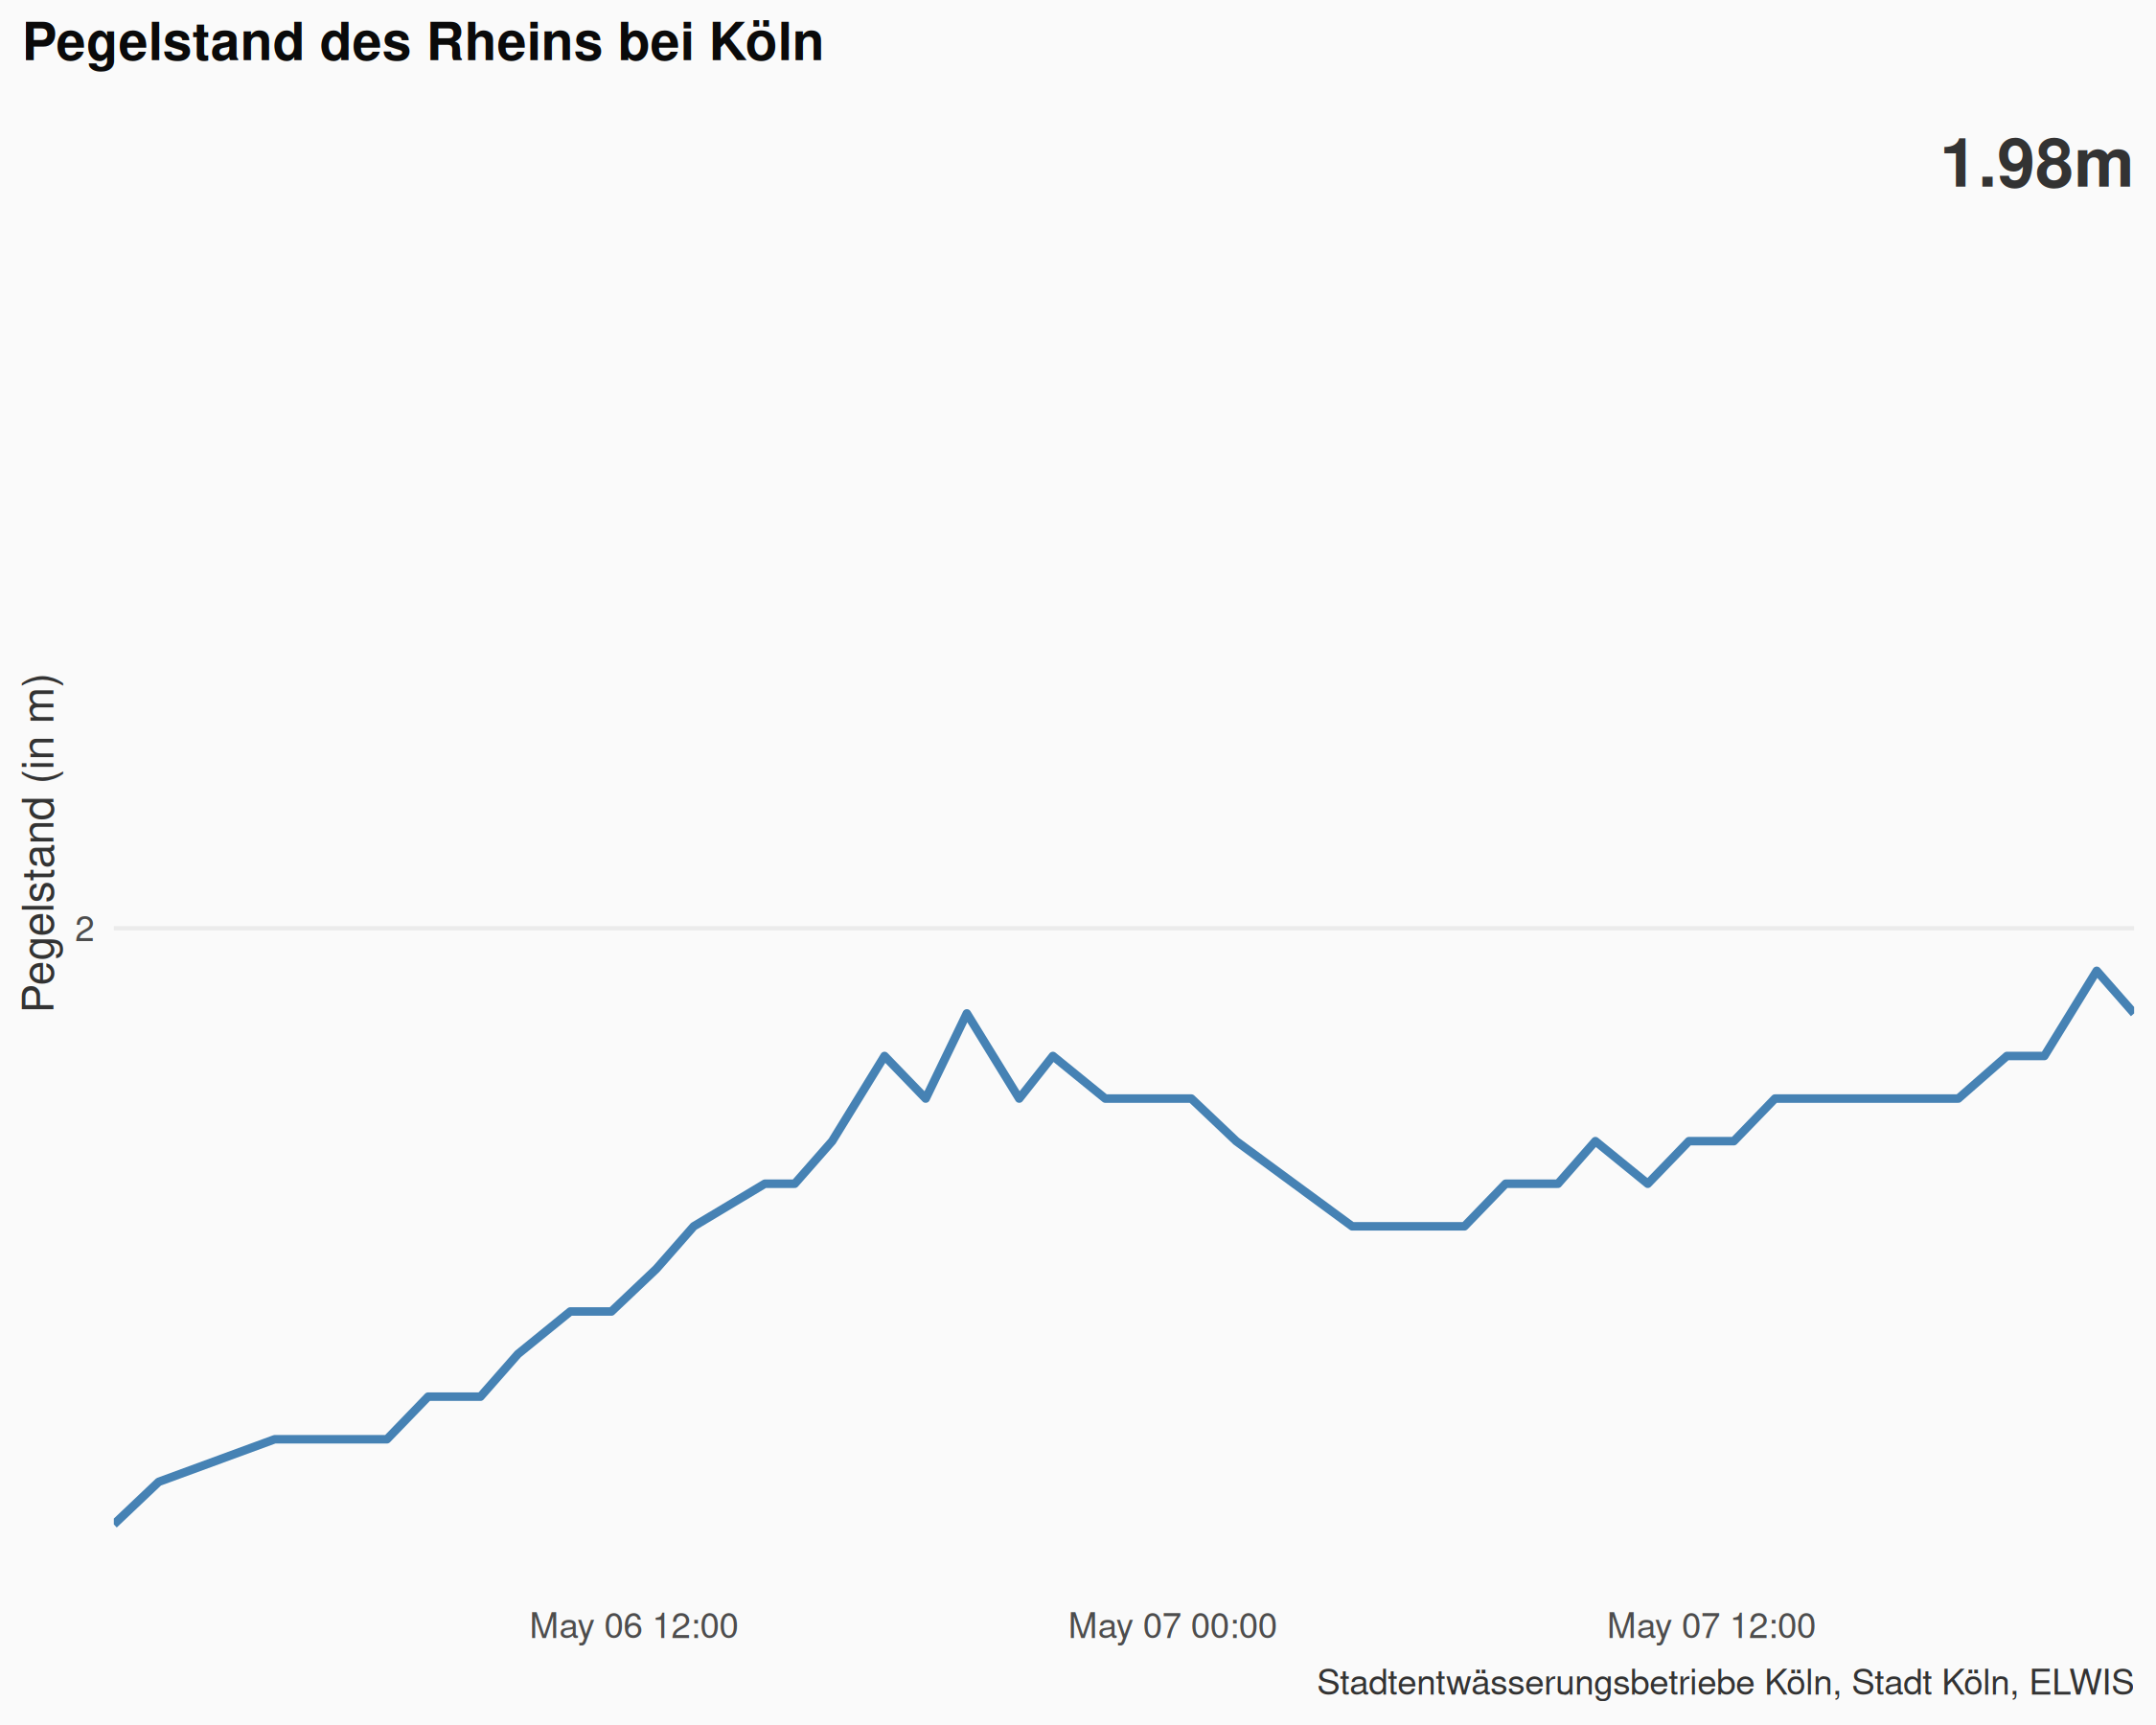 Pegelstand des Rheins bei Köln
1.98m
Pegelstand (in m)
2
May 06 12:00
May 07 00:00
May 07 12:00
Stadtentwässerungsbetriebe Köln, Stadt Köln, ELWIS